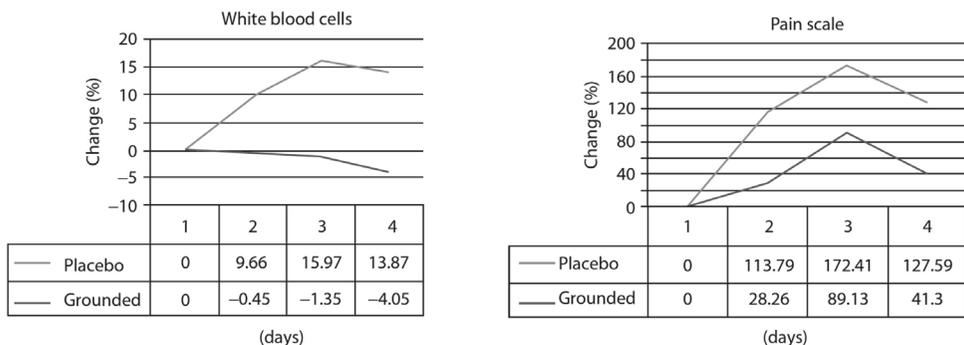 White blood cells
Change (%)
20
15
10
5
0
−5
−10
1 2 3 4
Placebo 0 9.66 15.97 13.87
Grounded 0 −0.45 −1.35 −4.05
(days)
Pain scale
Change (%)
200
160
120
80
40
0
1 2 3 4
Placebo 0 113.79 172.41 127.59
Grounded 0 28.26 89.13 41.3
(days)